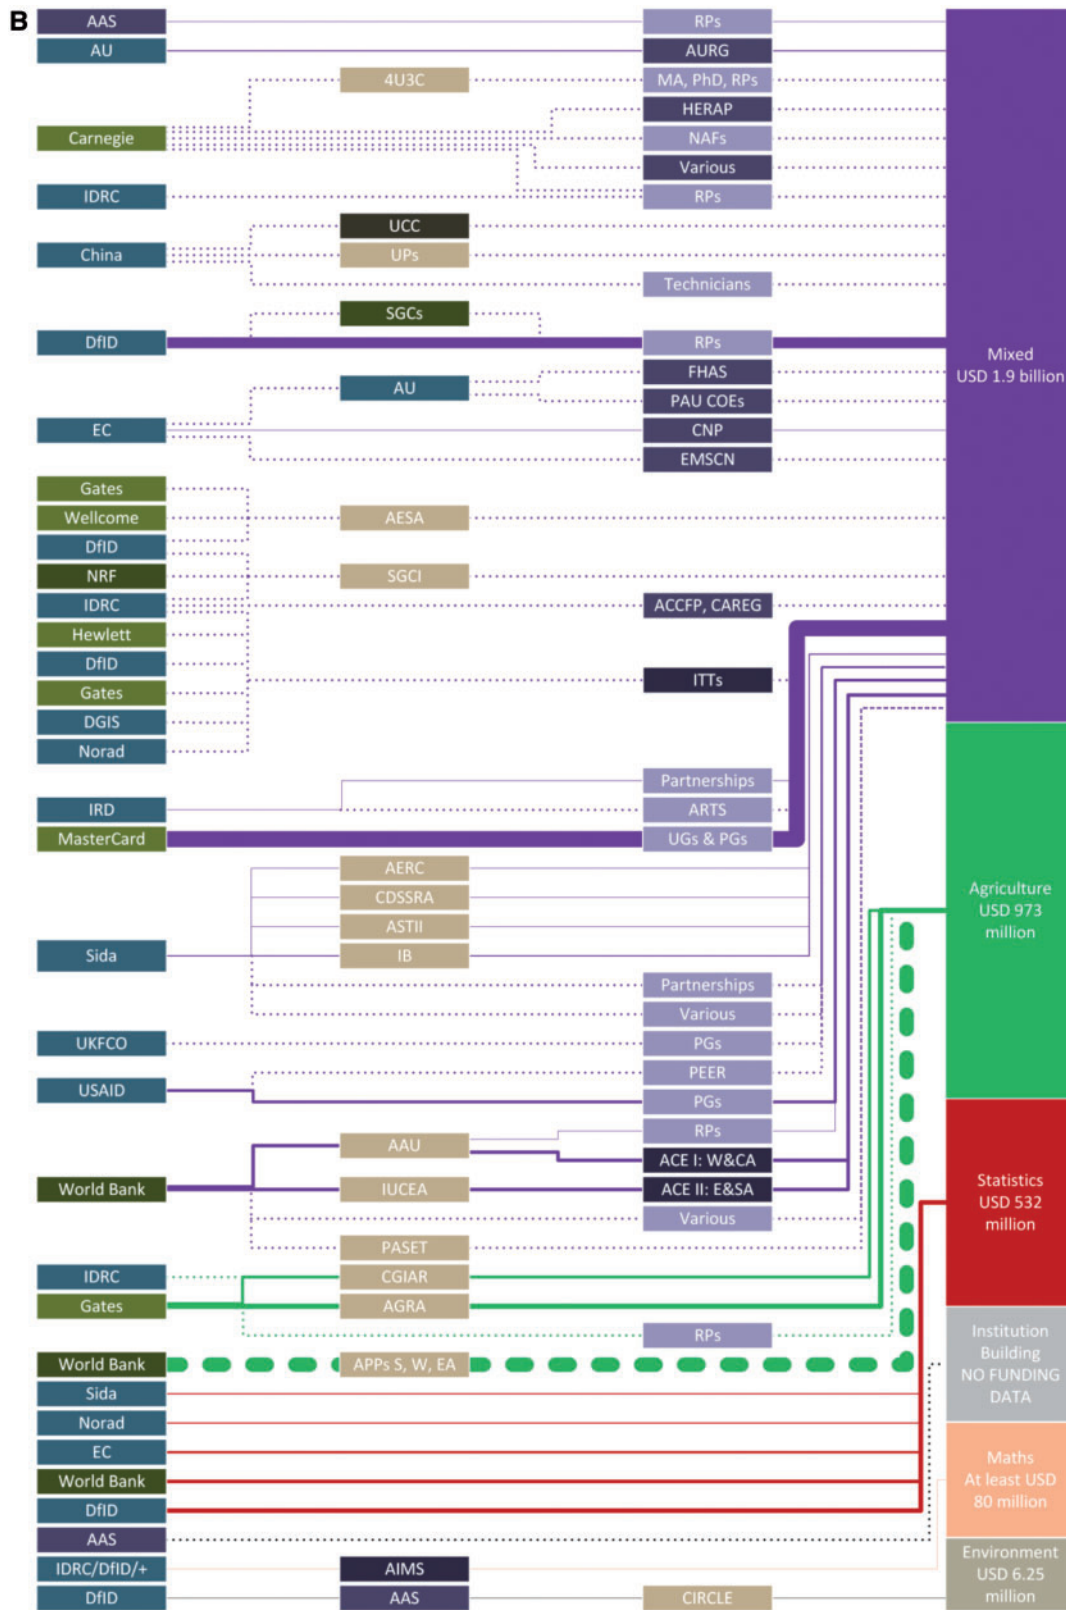 B
AAS RPs
AU AURG
4U3C MA, PhD, RPs
HERAP
Carnegie NAFs
Various
IDRC RPs
UCC
China UPs
Technicians
SGCs
DfID RPs
Mixed
USD 1.9 billion
FHAS
AU
PAU COEs
EC CNP
EMSCN
Gates
Wellcome AESA
DfID
NRF SGCI
IDRC ACCFP, CAREG
Hewlett
DfID
ITTs
Gates
DGIS
Norad
Partnerships
IRD ARTS
MasterCard UGs & PGs
AERC
CDSSRA
Agriculture
USD 973
million
ASTII
Sida IB
Partnerships
Various
UKFCO PGs
PEER
USAID
PGs
RPs
AAU
ACE I: W&CA
World Bank IUCEA ACE II: E&SA
Statistics
USD 532
million
Various
PASET
IDRC CGIAR
Gates AGRA
RPs
Institution
Building
NO FUNDING
DATA
World Bank APPs S, W, EA
Sida
Norad
EC
World Bank
Maths
At least USD
80 million
DfID
AAS
IDRC/DfID/+ AIMS
DfID AAS CIRCLE
Environment
USD 6.25
million